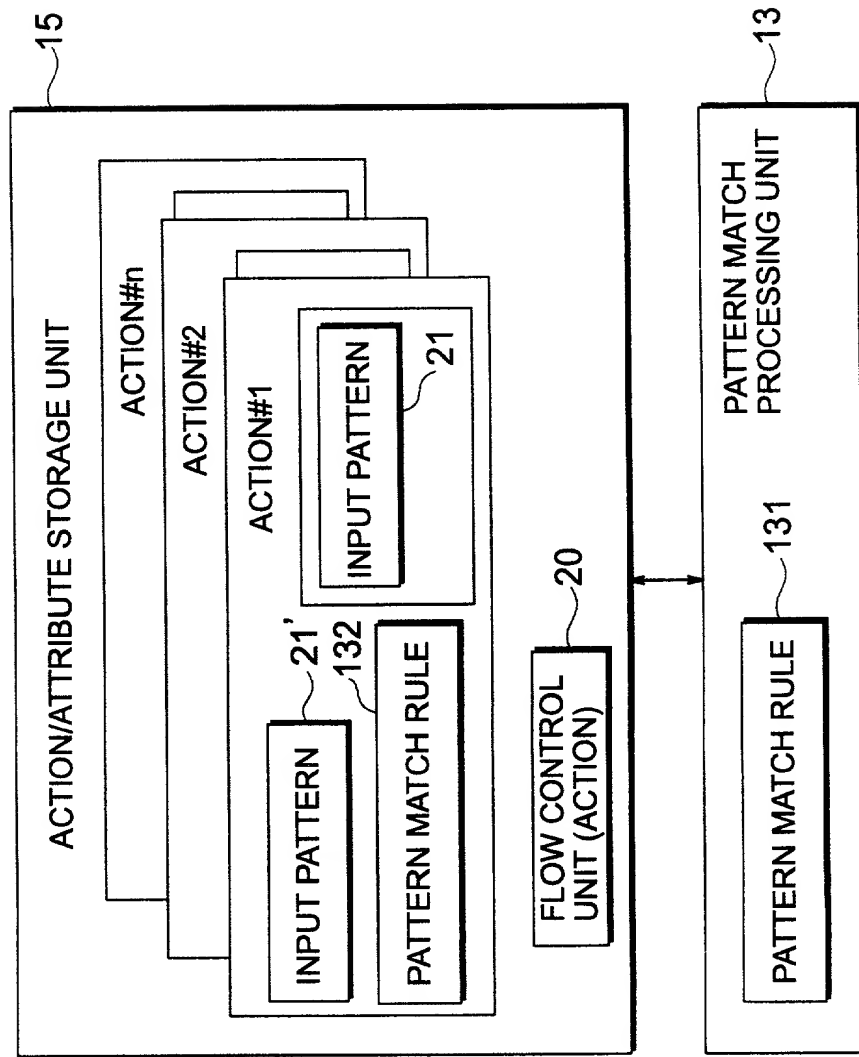 15
ACTION/ATTRIBUTE STORAGE UNIT
ACTION#n
ACTION#2
ACTION#1
INPUT PATTERN
21'
132
PATTERN MATCH RULE
INPUT PATTERN
21
FLOW CONTROL
UNIT (ACTION)
20
13
PATTERN MATCH
PROCESSING UNIT
131
PATTERN MATCH RULE